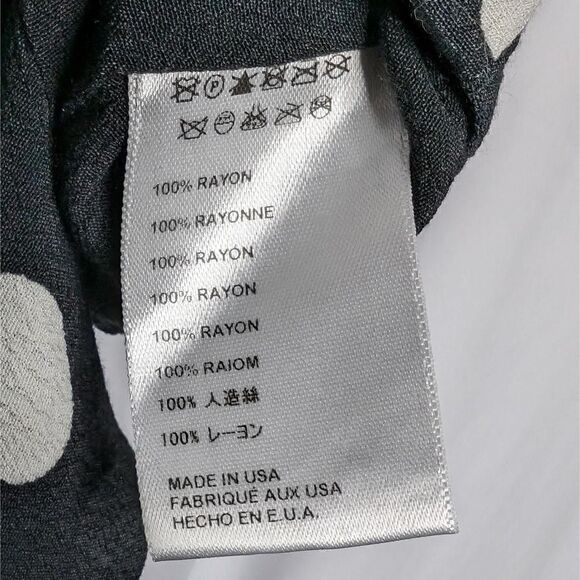 100% RAYON
100% RAYONNE
100% RAYÓN
100% RAYON
100% RAYON
100% RAIOM
100% 人造絲
100% レーヨン
MADE IN USA
FABRIQUÉ AUX USA
HECHO EN E.U.A.